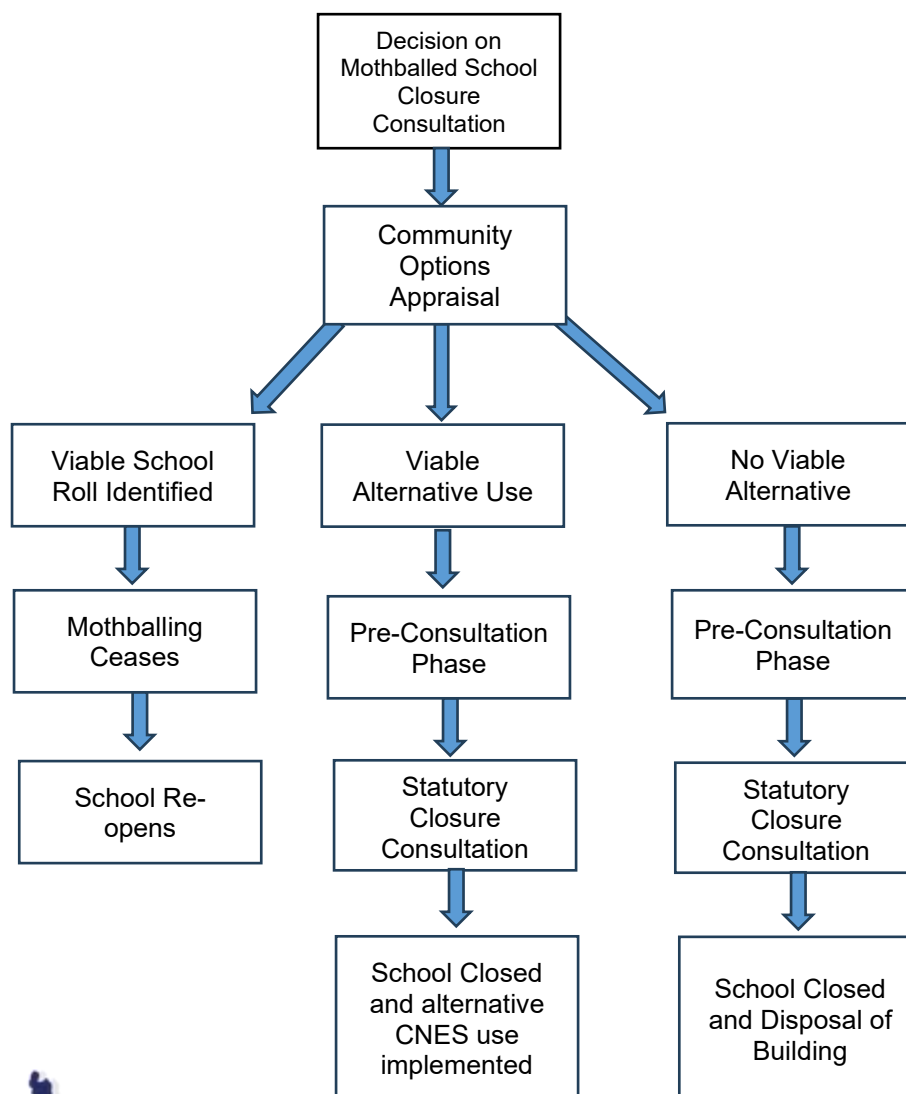 Decision on
Mothballed School
Closure
Consultation
Community
Options
Appraisal
Viable School
Roll Identified
Viable
Alternative Use
No Viable
Alternative
Mothballing
Ceases
Pre-Consultation
Phase
Pre-Consultation
Phase
School Re-
opens
Statutory
Closure
Consultation
Statutory
Closure
Consultation
School Closed
and alternative
CNES use
implemented
School Closed
and Disposal of
Building